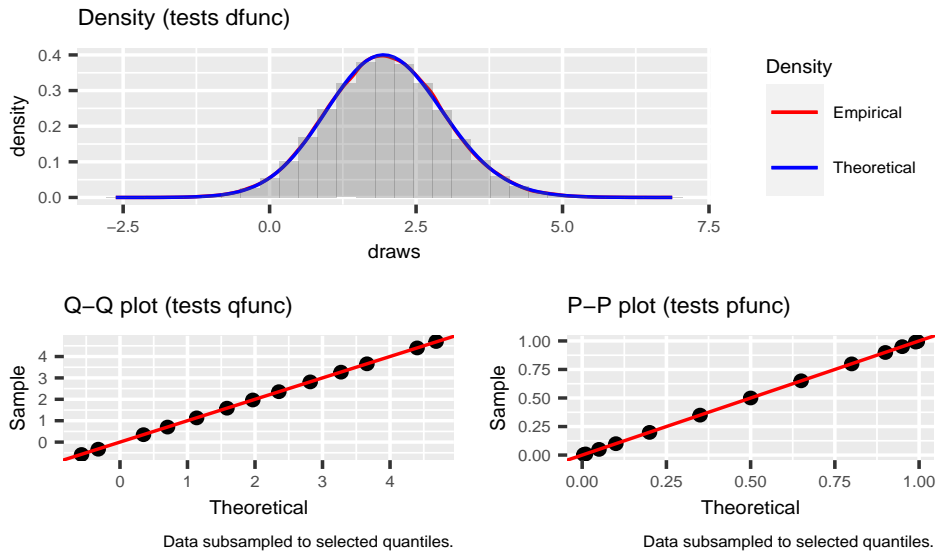 Density (tests dfunc)
0.4
0.3
0.2
0.1
0.0
density
−2.5 0.0 2.5 5.0 7.5
draws
Density
Empirical
Theoretical
Q−Q plot (tests qfunc)
4
3
2
1
0
Sample
0 1 2 3 4
Theoretical
Data subsampled to selected quantiles.
P−P plot (tests pfunc)
1.00
0.75
0.50
0.25
0.00
Sample
0.00 0.25 0.50 0.75 1.00
Theoretical
Data subsampled to selected quantiles.